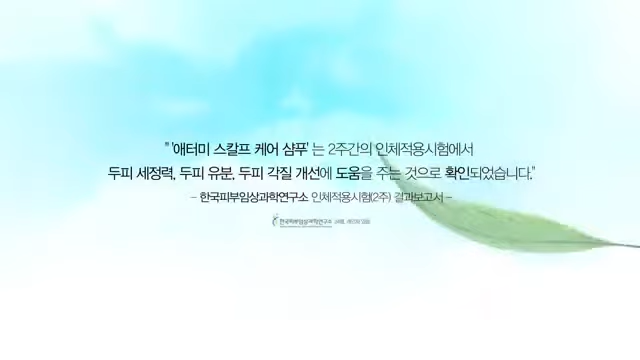 " '애터미 스칼프 케어 샴푸' 는 2주간의 인체적용시험에서
두피 세정력, 두피 유분, 두피 각질 개선에 도움을 주는 것으로 확인되었습니다."
– 한국피부임상과학연구소 인체적용시험(2주) 결과보고서 –
한국피부임상과학연구소